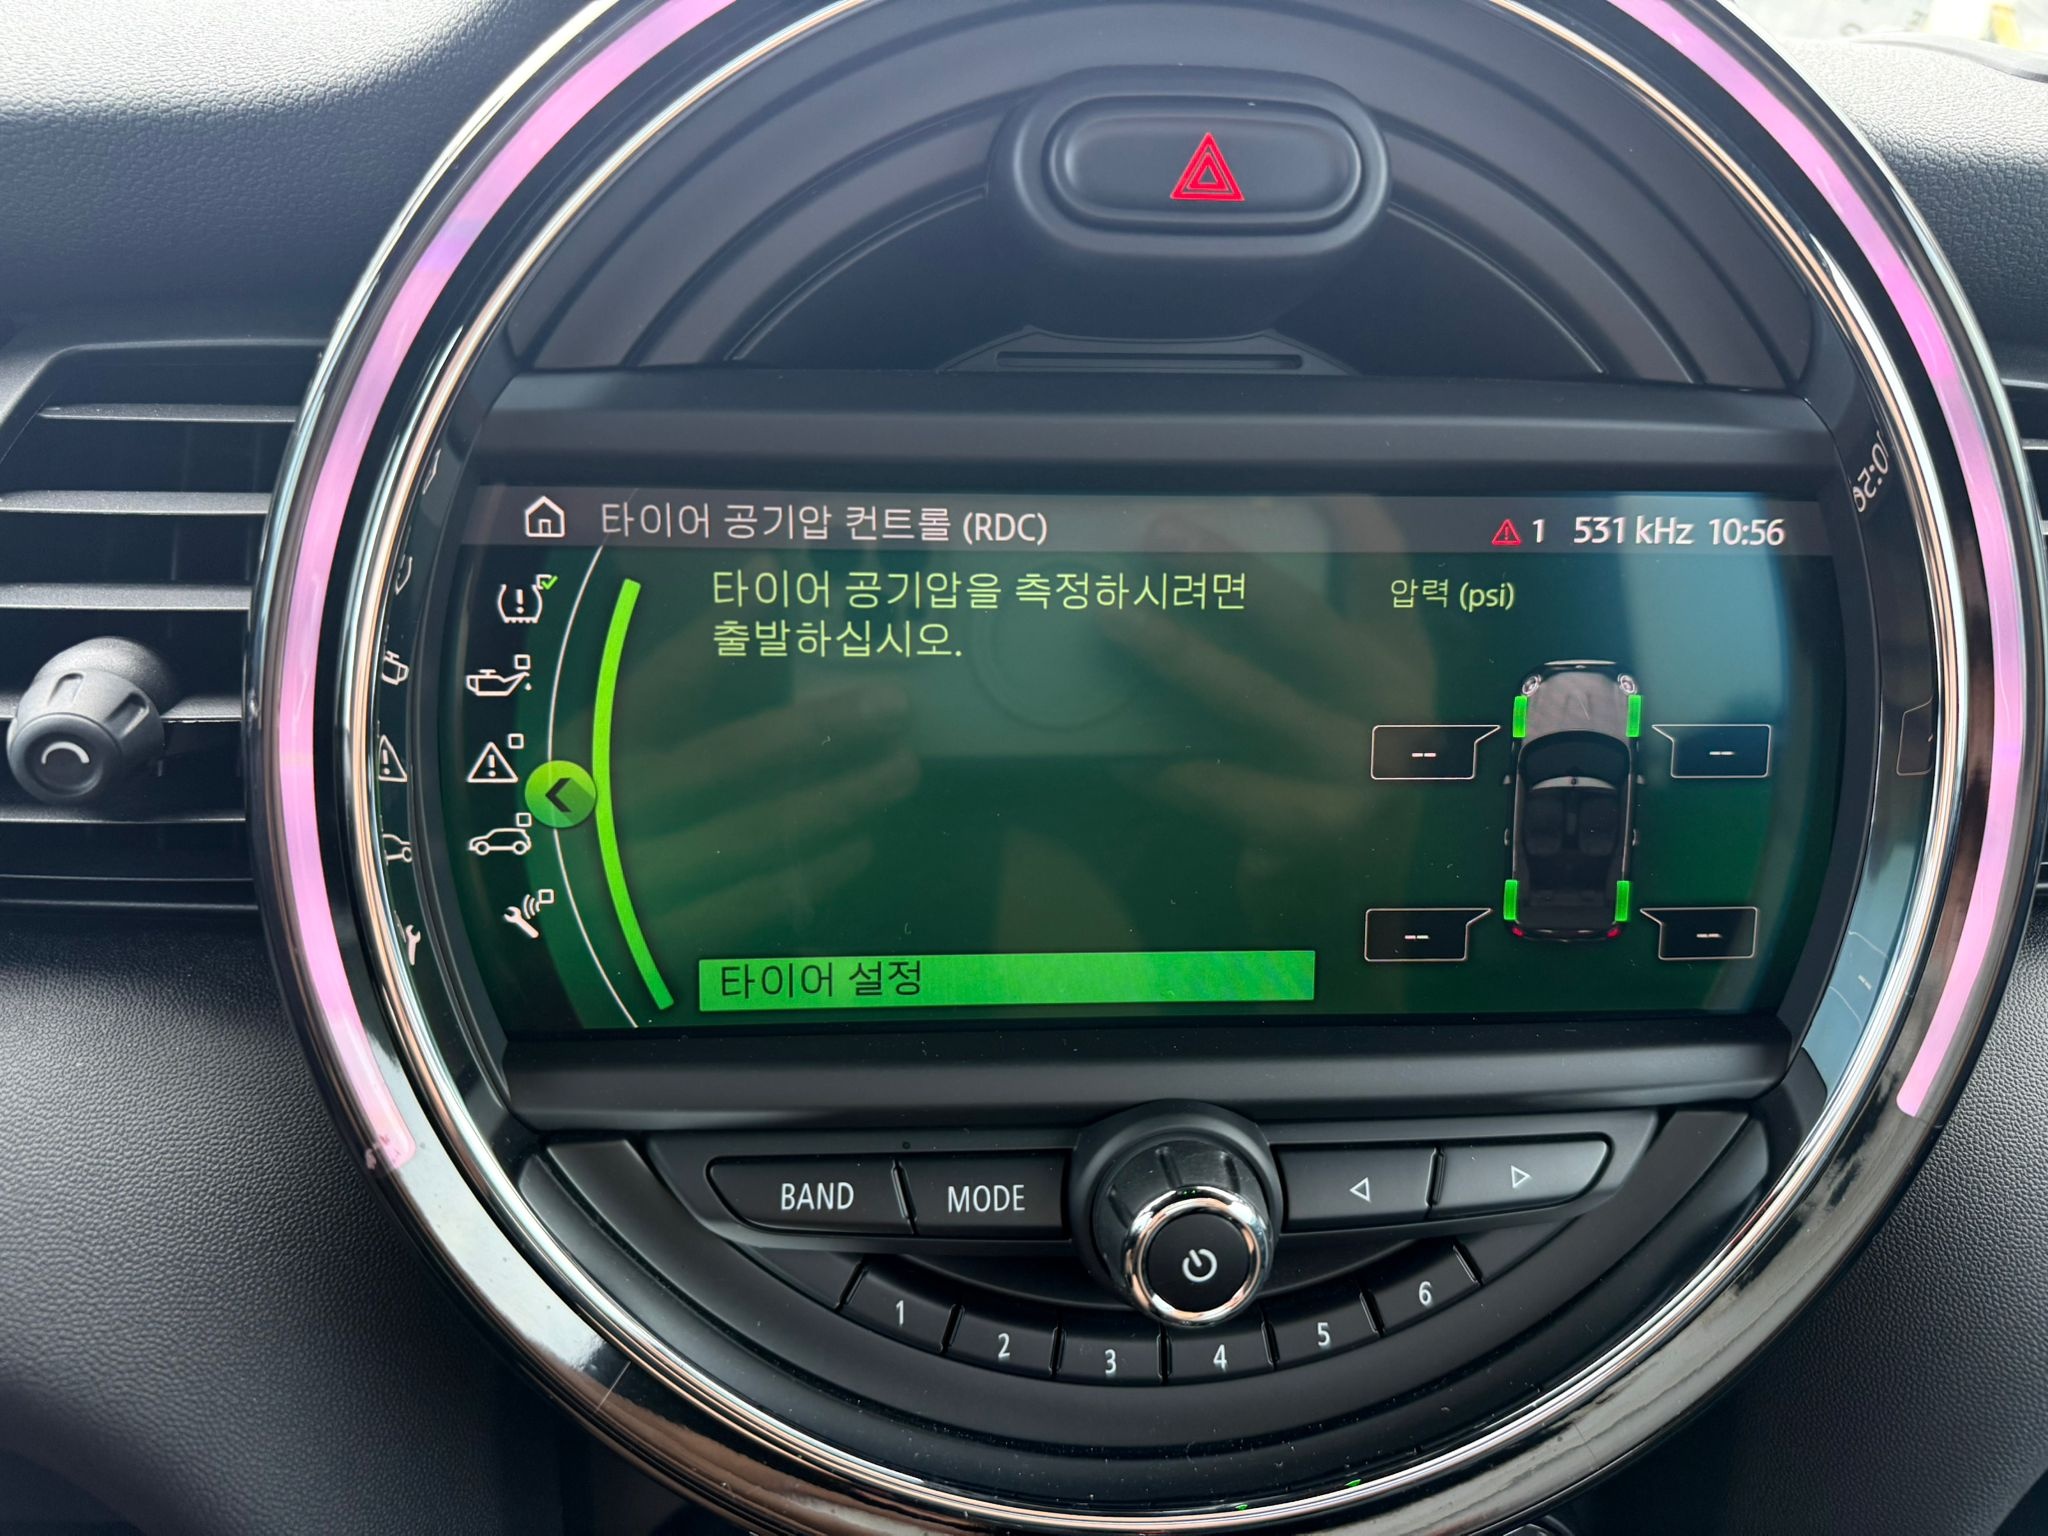 타이어 공기압 컨트롤 (RDC)
1 531 kHz 10:56
타이어 공기압을 측정하시려면
출발하십시오.
압력 (psi)
--
--
--
--
타이어 설정
BAND
MODE
1
2
3
4
5
6